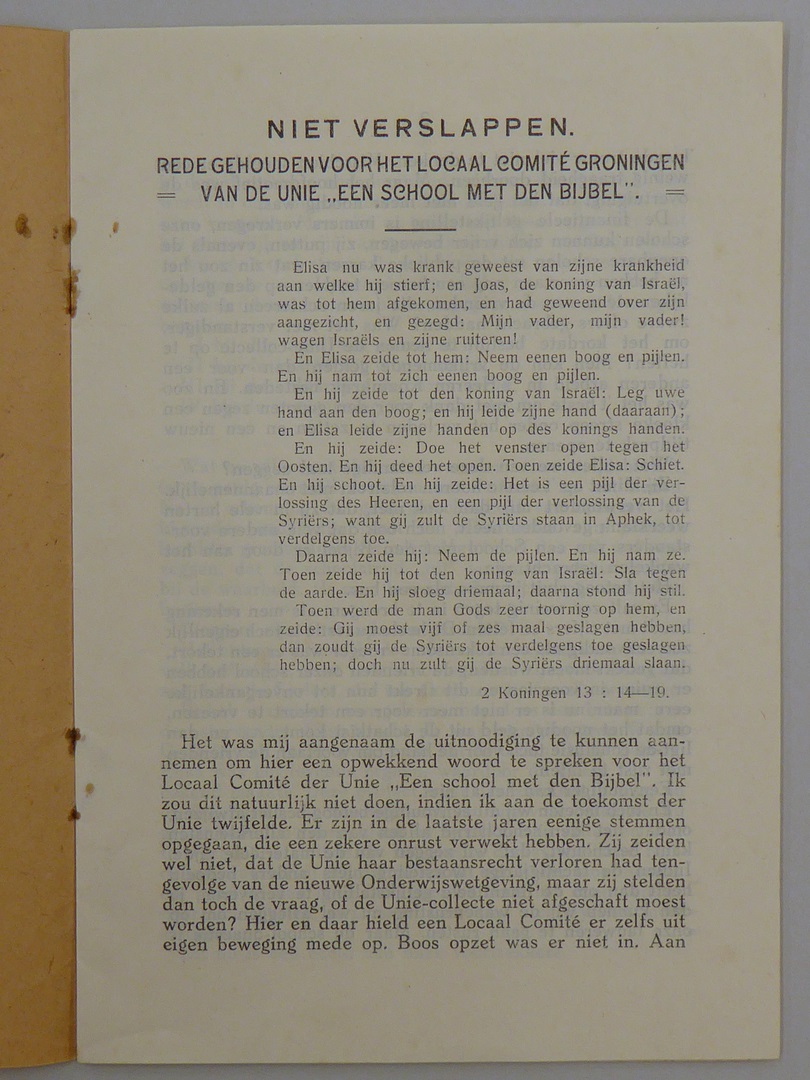 NIET VERSLAPPEN.
REDE GEHOUDEN VOOR HET LOCAAL COMITÉ GRONINGEN
= VAN DE UNIE „EEN SCHOOL MET DEN BIJBEL". =
Elisa nu was krank geweest van zijne krankheid
aan welke hij stierf; en Joas, de koning van Israël,
was tot hem afgekomen, en had geweend over zijn
aangezicht, en gezegd: Mijn vader, mijn vader!
wagen Israëls en zijne ruiteren!
En Elisa zeide tot hem: Neem eenen boog en pijlen.
En hij nam tot zich eenen boog en pijlen.
En hij zeide tot den koning van Israël: Leg uwe
hand aan den boog; en hij leide zijne hand (daaraan);
en Elisa leide zijne handen op des konings handen.
En hij zeide: Doe het venster open tegen het
Oosten. En hij deed het open. Toen zeide Elisa: Schiet.
En hij schoot. En hij zeide: Het is een pijl der ver-
lossing des Heeren, en een pijl der verlossing van de
Syriërs; want gij zult de Syriërs slaan in Aphek, tot
verdelgens toe.
Daarna zeide hij: Neem de pijlen. En hij nam ze.
Toen zeide hij tot den koning van Israël: Sla tegen
de aarde. En hij sloeg driemaal; daarna stond hij stil.
Toen werd de man Gods zeer toornig op hem, en
zeide: Gij moest vijf of zes maal geslagen hebben,
dan zoudt gij de Syriërs tot verdelgens toe geslagen
hebben; doch nu zult gij de Syriërs driemaal slaan.
2 Koningen 13 : 14—19.
Het was mij aangenaam de uitnoodiging te kunnen aan-
nemen om hier een opwekkend woord te spreken voor het
Locaal Comité der Unie „Een school met den Bijbel". Ik
zou dit natuurlijk niet doen, indien ik aan de toekomst der
Unie twijfelde. Er zijn in de laatste jaren eenige stemmen
opgegaan, die een zekere onrust verwekt hebben. Zij zeiden
wel niet, dat de Unie haar bestaansrecht verloren had ten-
gevolge van de nieuwe Onderwijswetgeving, maar zij stelden
dan toch de vraag, of de Unie-collecte niet afgeschaft moest
worden? Hier en daar hield een Locaal Comité er zelfs uit
eigen beweging mede op. Boos opzet was er niet in. Aan